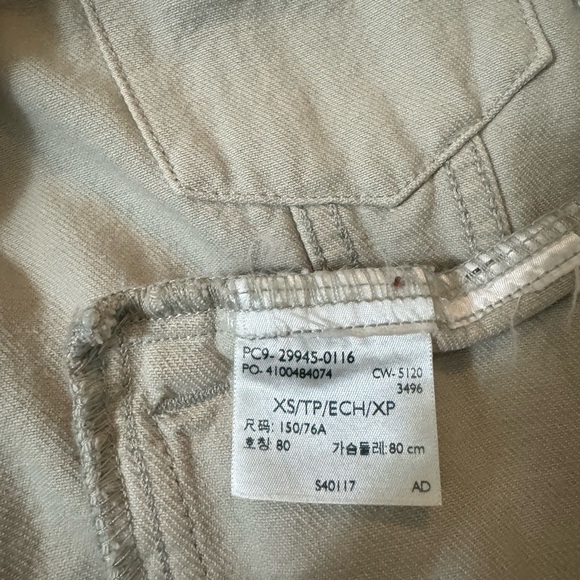 PC9- 29945-0116
PO- 4100484074 CW- 5120
3496
XS/TP/ECH/XP
尺码: 150/76A
호칭: 80 가슴둘레: 80 cm
S40117 AD